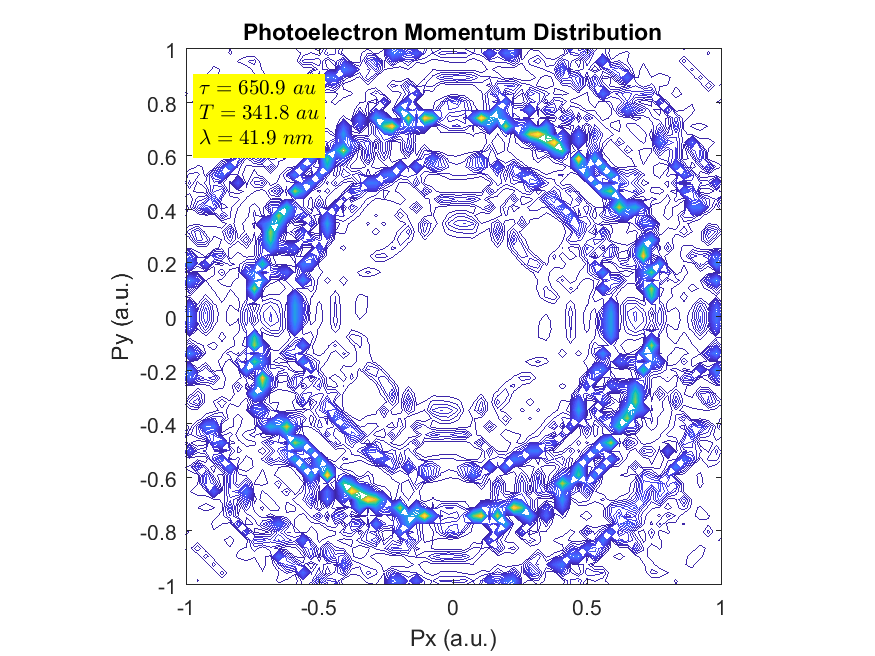 Photoelectron Momentum Distribution
τ = 650.9 au
T = 341.8 au
λ = 41.9 nm
1
0.8
0.6
0.4
0.2
0
-0.2
-0.4
-0.6
-0.8
-1
Py (a.u.)
-1 -0.5 0 0.5 1
Px (a.u.)